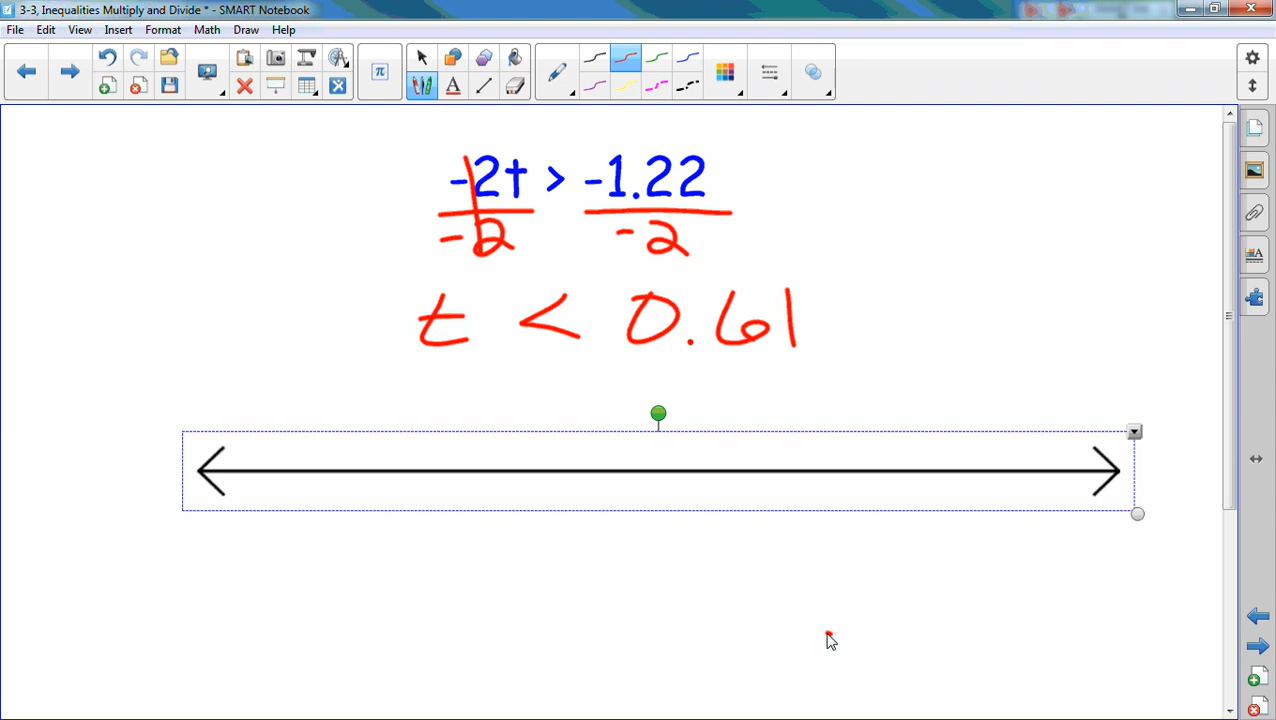 3-3, Inequalities Multiply and Divide * - SMART Notebook
File Edit View Insert Format Math Draw Help
π
A
-2t > -1.22
-2 -2
t < 0.61